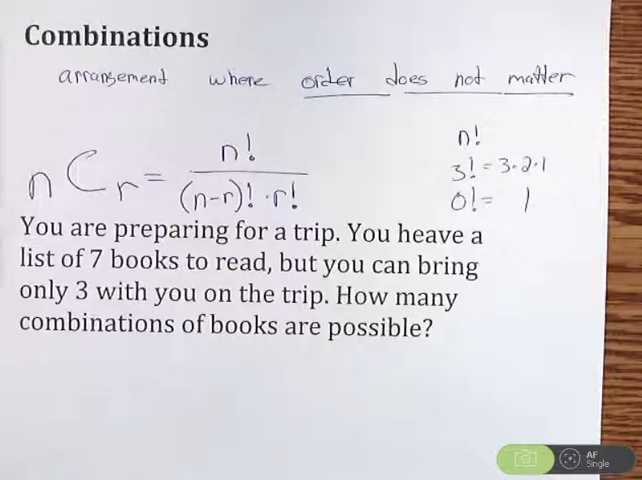 Combinations
arrangement where order does not matter
n!
3! = 3·2·1
0! = 1
nCr = n! / (n-r)! · r!
You are preparing for a trip. You heave a
list of 7 books to read, but you can bring
only 3 with you on the trip. How many
combinations of books are possible?
AF
Single